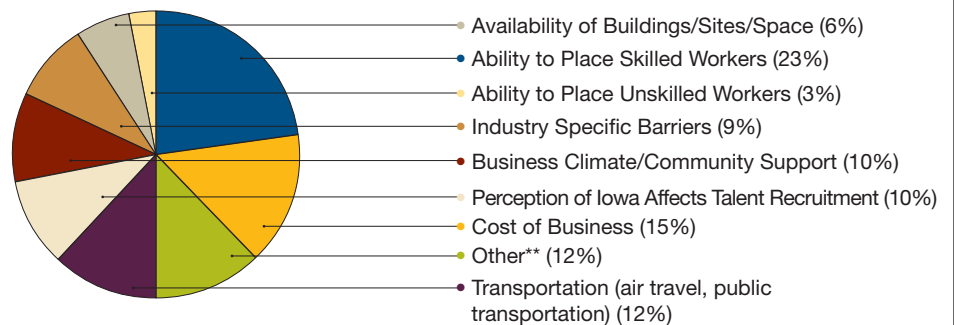 Availability of Buildings/Sites/Space (6%)
Ability to Place Skilled Workers (23%)
Ability to Place Unskilled Workers (3%)
Industry Specific Barriers (9%)
Business Climate/Community Support (10%)
Perception of Iowa Affects Talent Recruitment (10%)
Cost of Business (15%)
Other** (12%)
Transportation (air travel, public
transportation) (12%)